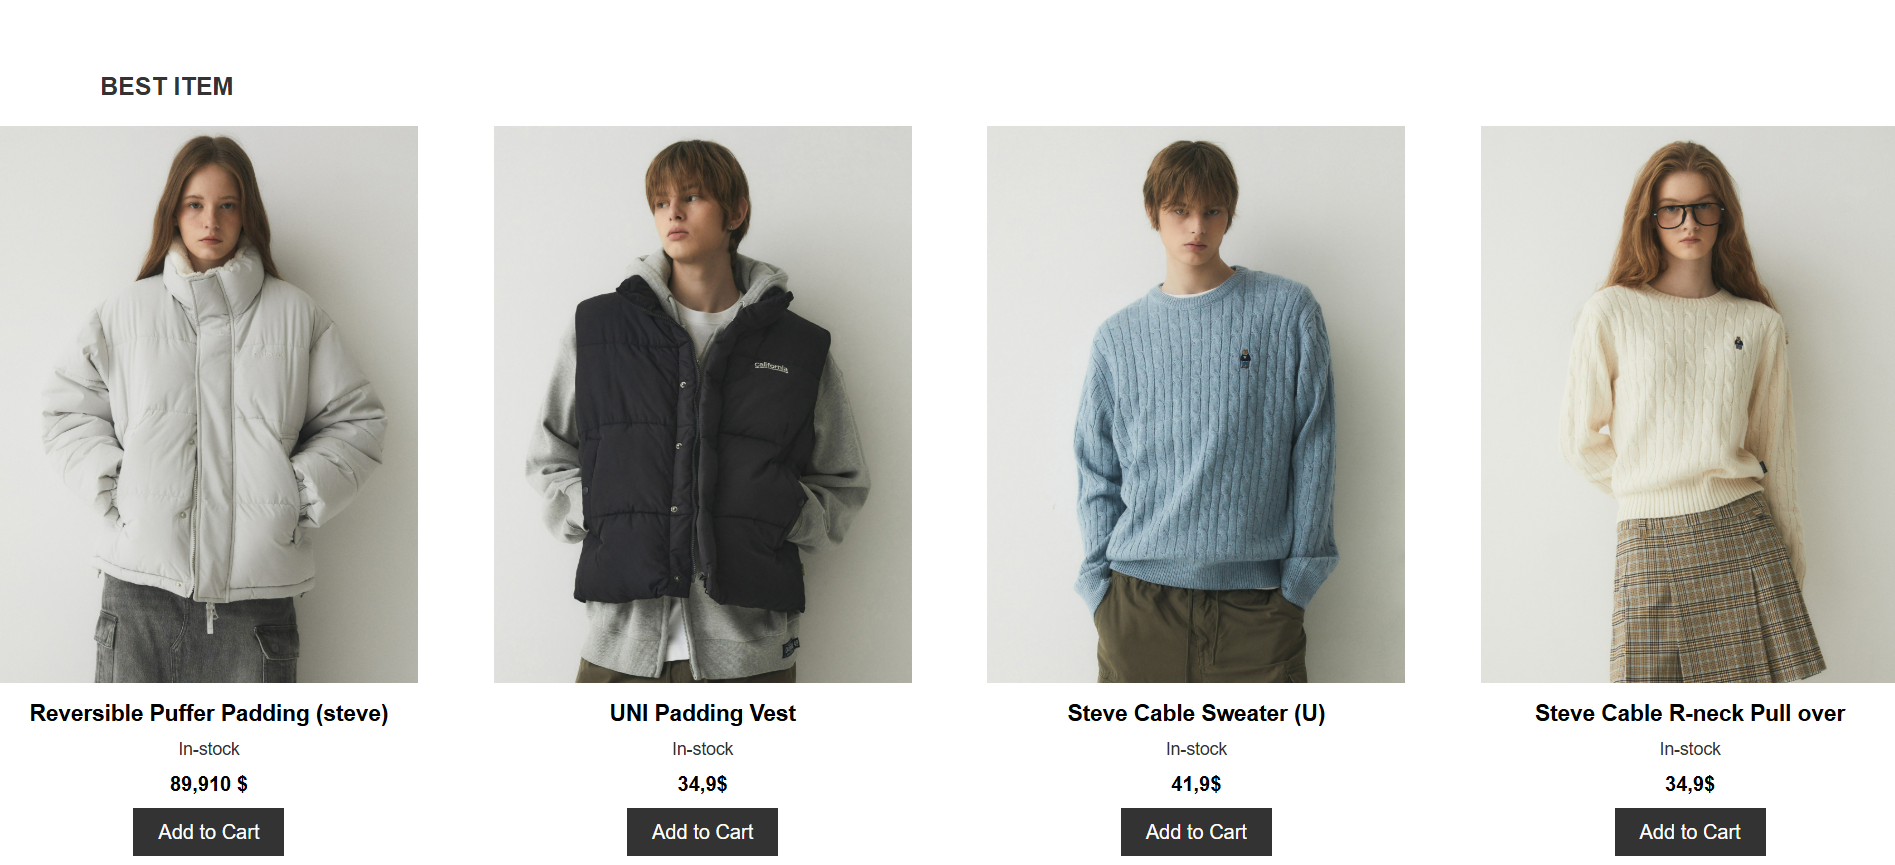 BEST ITEM
california
Reversible Puffer Padding (steve)
In-stock
89,910 $
Add to Cart
UNI Padding Vest
In-stock
34,9$
Add to Cart
Steve Cable Sweater (U)
In-stock
41,9$
Add to Cart
Steve Cable R-neck Pull over
In-stock
34,9$
Add to Cart